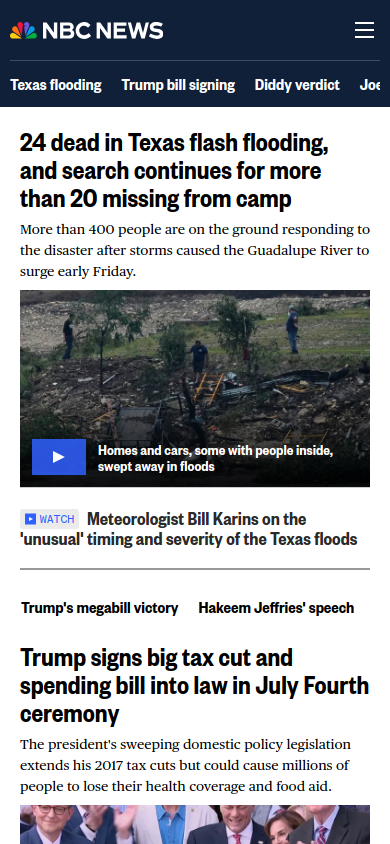 NBC NEWS
Texas flooding Trump bill signing Diddy verdict Joe
24 dead in Texas flash flooding,
and search continues for more
than 20 missing from camp
More than 400 people are on the ground responding to
the disaster after storms caused the Guadalupe River to
surge early Friday.
Homes and cars, some with people inside,
swept away in floods
WATCH Meteorologist Bill Karins on the
'unusual' timing and severity of the Texas floods
Trump's megabill victory Hakeem Jeffries' speech
Trump signs big tax cut and
spending bill into law in July Fourth
ceremony
The president's sweeping domestic policy legislation
extends his 2017 tax cuts but could cause millions of
people to lose their health coverage and food aid.